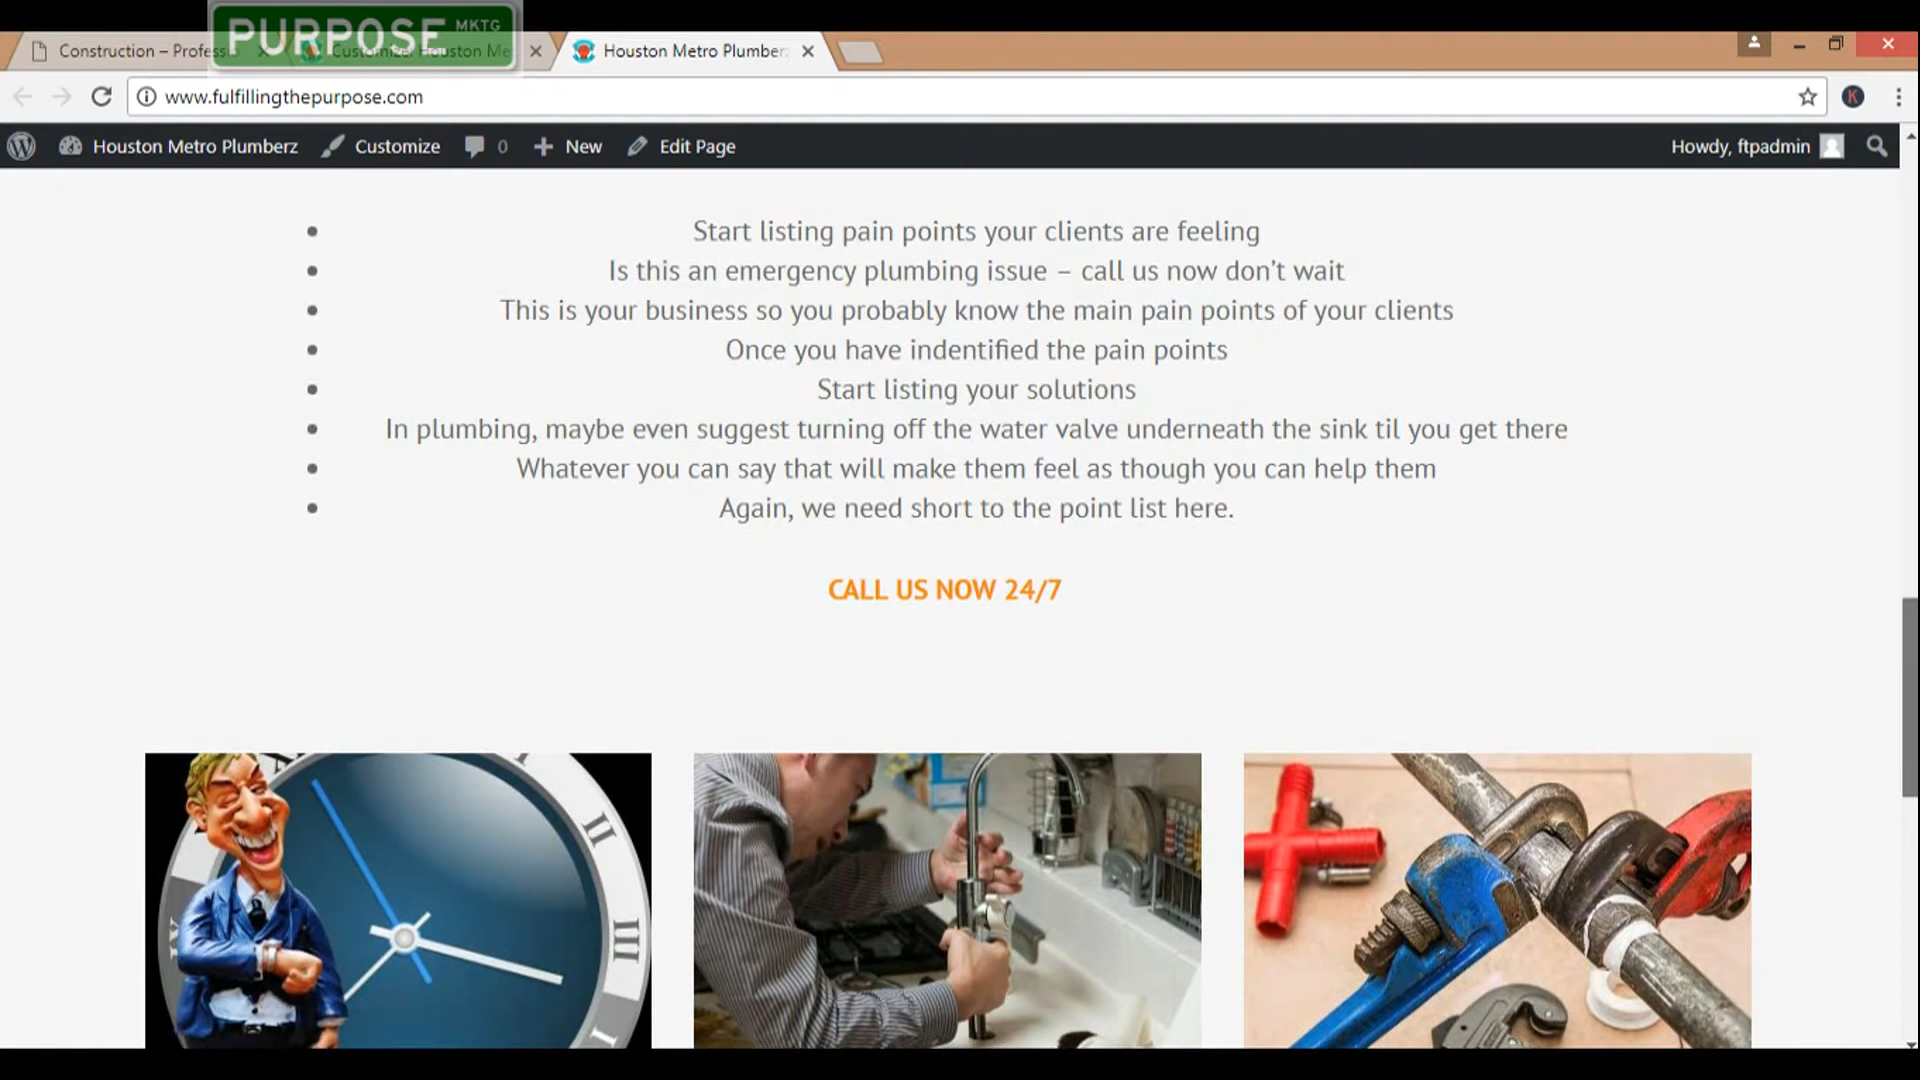 PURPOSE MKTG
Construction – Profess
Customize: Houston Me
Houston Metro Plumber
www.fulfillingthepurpose.com
K
Houston Metro Plumberz
Customize
0
New
Edit Page
Howdy, ftpadmin
Start listing pain points your clients are feeling
Is this an emergency plumbing issue – call us now don't wait
This is your business so you probably know the main pain points of your clients
Once you have indentified the pain points
Start listing your solutions
In plumbing, maybe even suggest turning off the water valve underneath the sink til you get there
Whatever you can say that will make them feel as though you can help them
Again, we need short to the point list here.
CALL US NOW 24/7
II
III